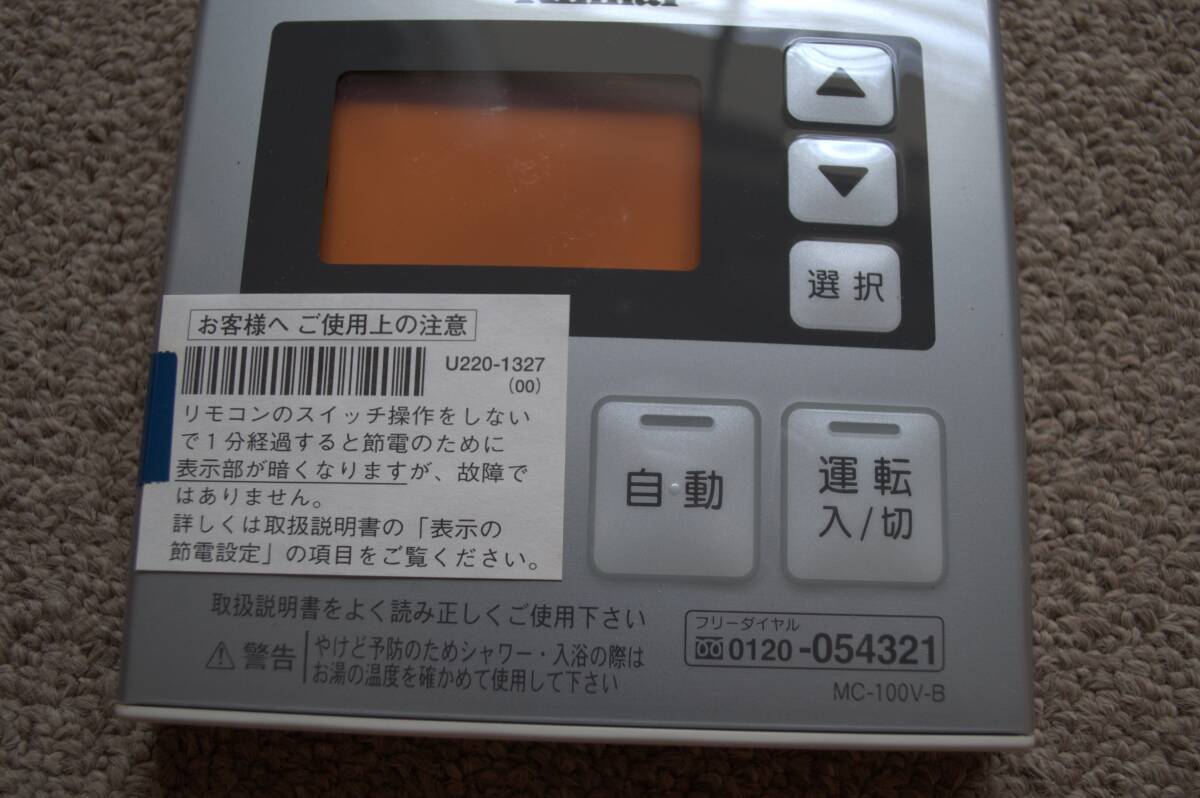 選択
お客様へ ご使用上の注意
U220-1327
(00)
リモコンのスイッチ操作をしない
で1分経過すると節電のために
表示部が暗くなりますが、故障で
はありません。
詳しくは取扱説明書の「表示の
節電設定」の項目をご覧ください。
自動
運転
入/切
取扱説明書をよく読み正しくご使用下さい
警告
やけど予防のためシャワー・入浴の際は
お湯の温度を確かめて使用して下さい
フリーダイヤル
0120-054321
MC-100V-B